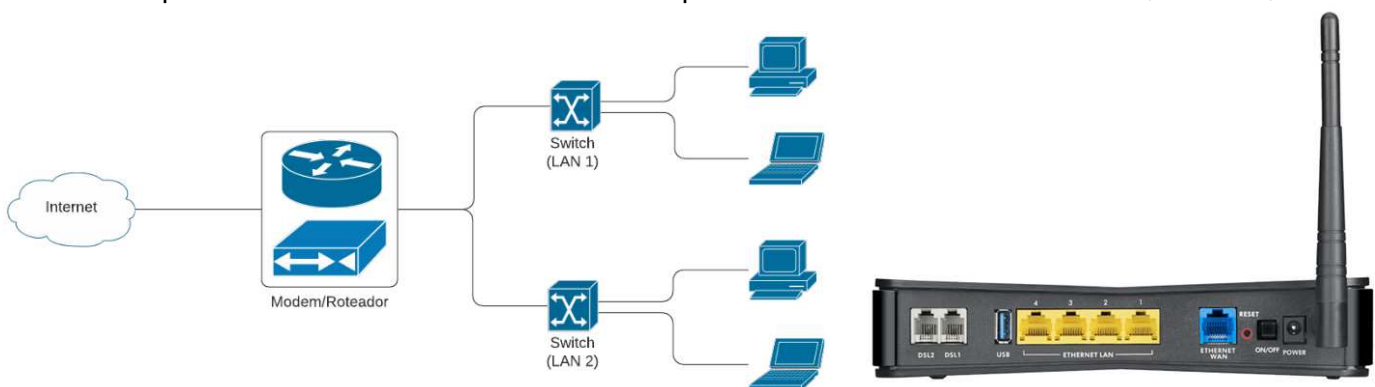 Internet
Modem/Roteador
Switch
(LAN 1)
Switch
(LAN 2)
4 3 2 1
DSL2 DSL1 USB ETHERNET LAN
ETHERNET
WAN
RESET
ON/OFF POWER